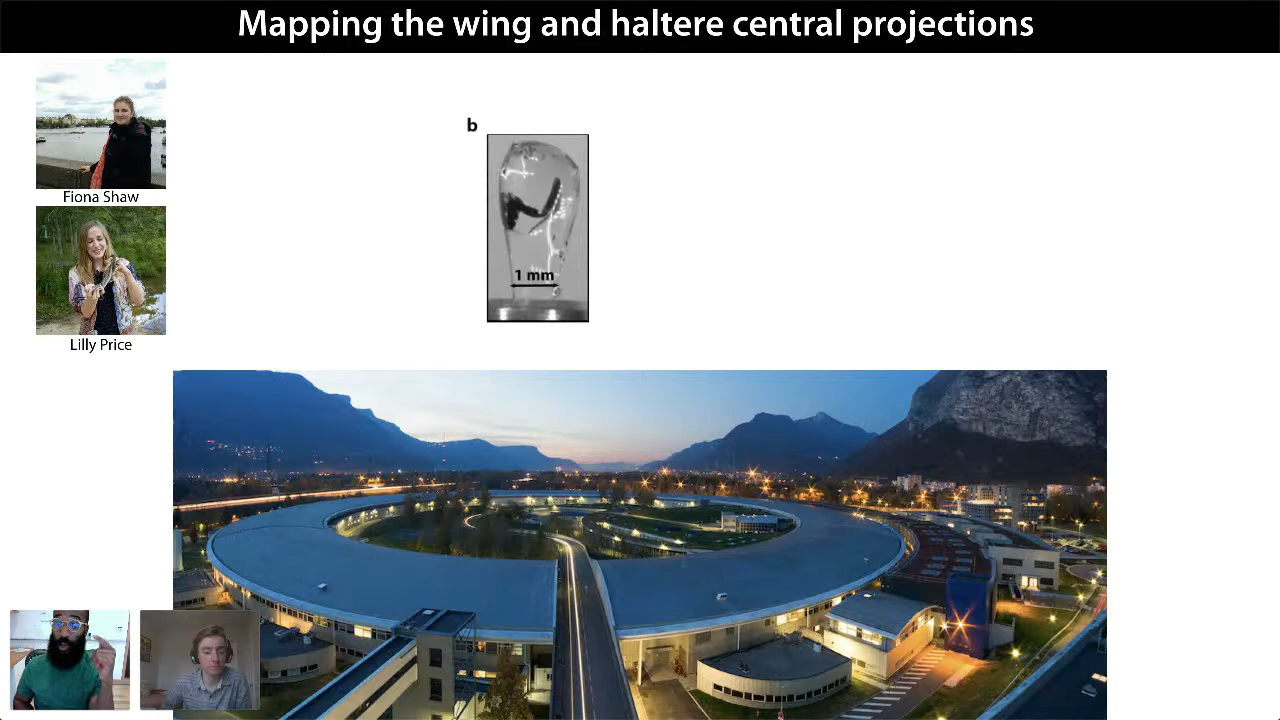 Mapping the wing and haltere central projections
Fiona Shaw
Lilly Price
b
1 mm